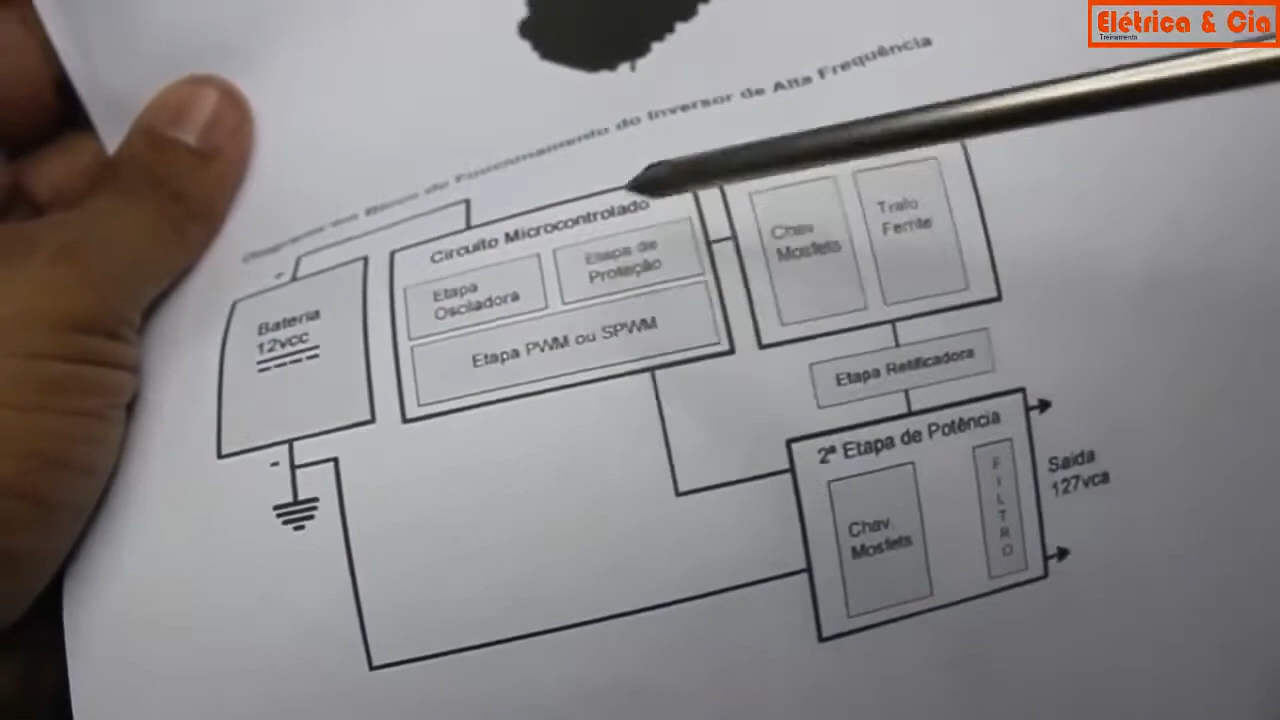 Elétrica & Cia
Treinamento
Diagrama em Bloco de Funcionamento do Inversor de Alta Frequência
Circuito Microcontrolado
Etapa
Osciladora
Etapa de
Proteção
Etapa PWM ou SPWM
Bateria
12vcc
Chav
Mosfets
Trafo
Ferrite
Etapa Retificadora
2ª Etapa de Potência
Chav.
Mosfets
FILTRO
Saída
127vca